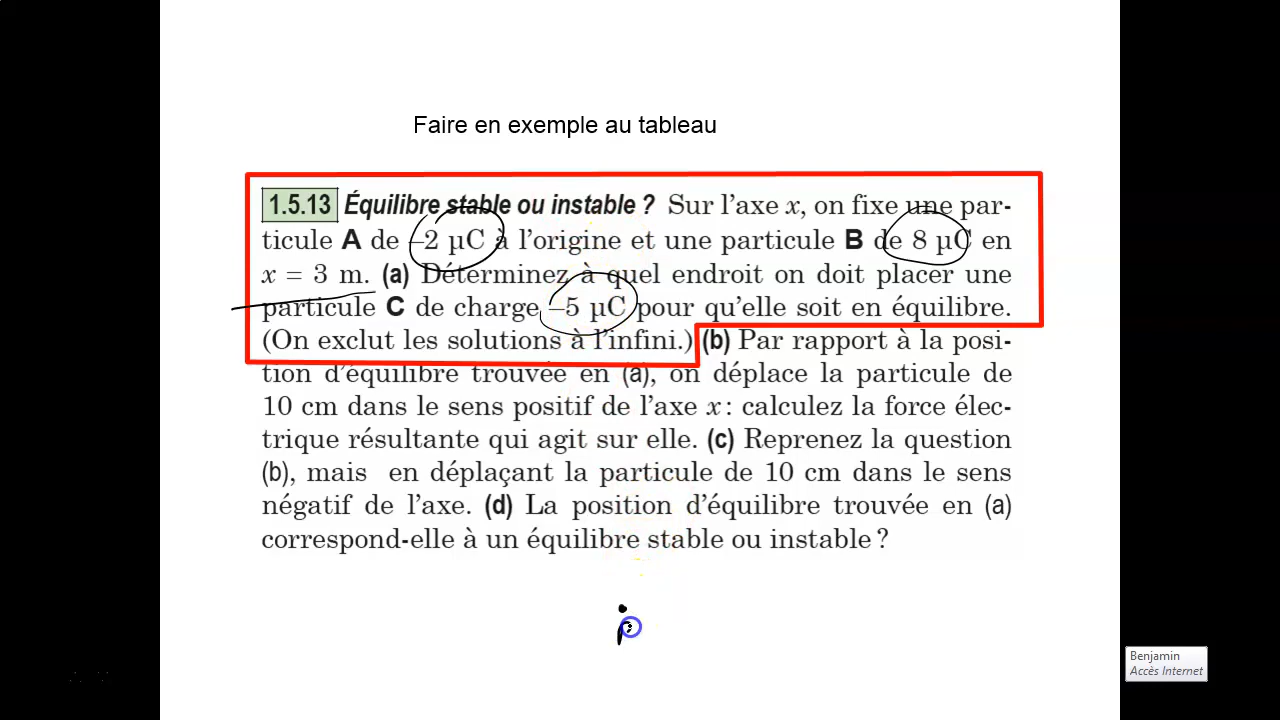 Faire en exemple au tableau
1.5.13 Équilibre stable ou instable ? Sur l'axe x, on fixe une par-
ticule A de –2 µC à l'origine et une particule B de 8 µC en
x = 3 m. (a) Déterminez à quel endroit on doit placer une
particule C de charge –5 µC pour qu'elle soit en équilibre.
(On exclut les solutions à l'infini.) (b) Par rapport à la posi-
tion d'équilibre trouvée en (a), on déplace la particule de
10 cm dans le sens positif de l'axe x : calculez la force élec-
trique résultante qui agit sur elle. (c) Reprenez la question
(b), mais en déplaçant la particule de 10 cm dans le sens
négatif de l'axe. (d) La position d'équilibre trouvée en (a)
correspond-elle à un équilibre stable ou instable ?
Benjamin
Accès Internet